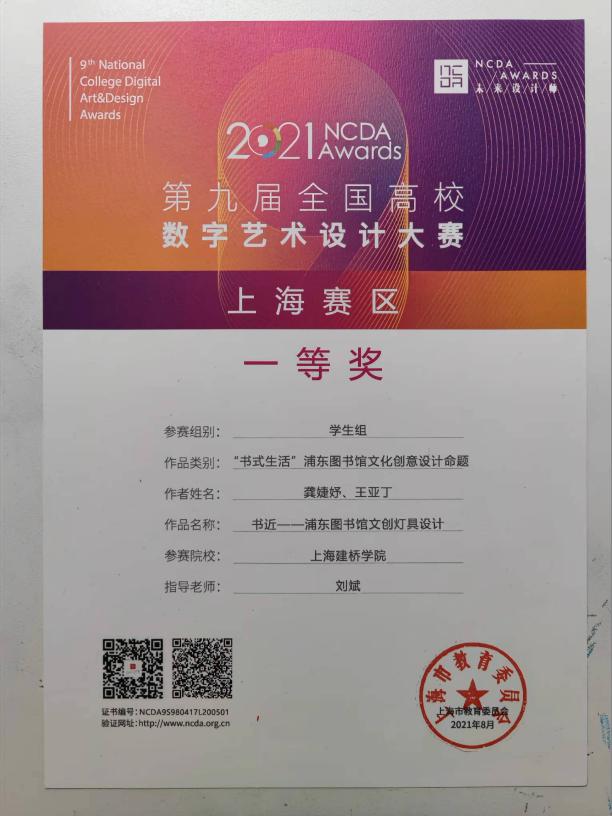 9th National
College Digital
Art&Design
Awards
NCDA
NCDA
AWARDS
未来设计师
2021 NCDA
Awards
第九届全国高校
数字艺术设计大赛
上海赛区
一等奖
参赛组别： 学生组
作品类别： “书式生活”浦东图书馆文化创意设计命题
作者姓名： 龚婕妤、王亚丁
作品名称： 书近——浦东图书馆文创灯具设计
参赛院校： 上海建桥学院
指导老师： 刘斌
证书编号：NCDA9S980417L200501
验证网址：http://www.ncda.org.cn
上海市教育委员会
上海市教育委员会
2021年8月